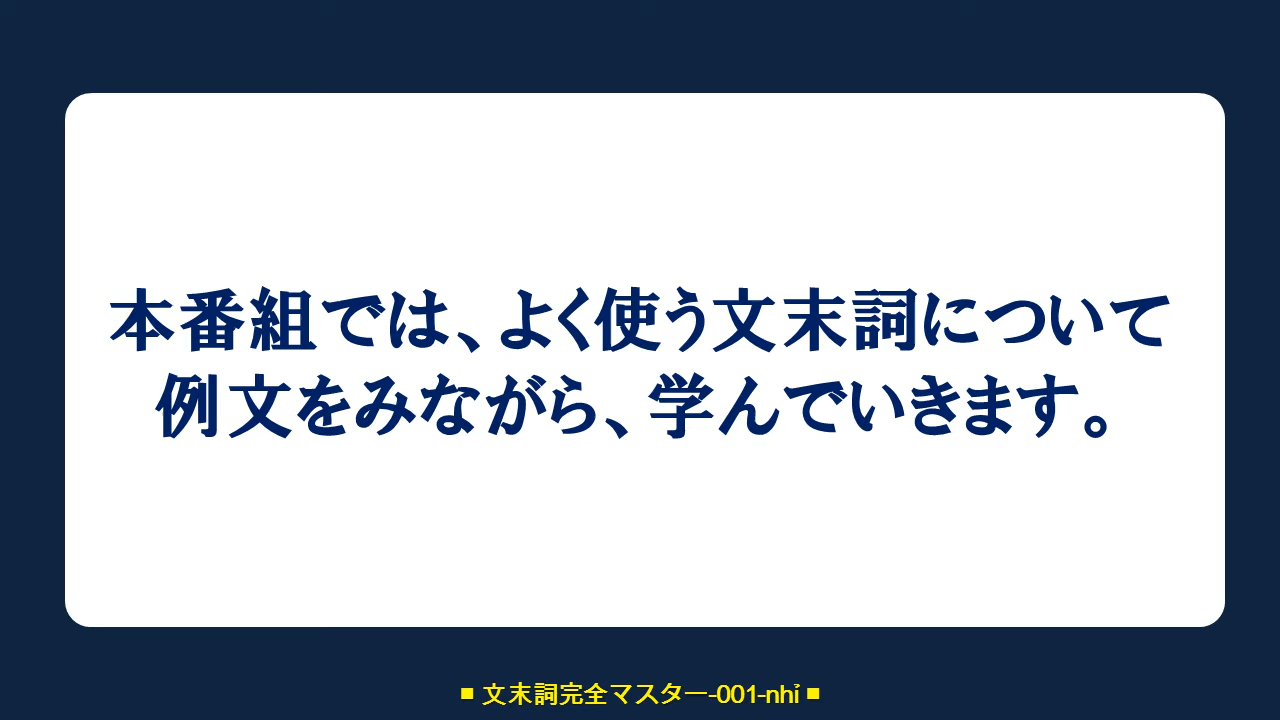 本番組では、よく使う文末詞について
例文をみながら、学んでいきます。
■ 文末詞完全マスター-001-nhỉ ■